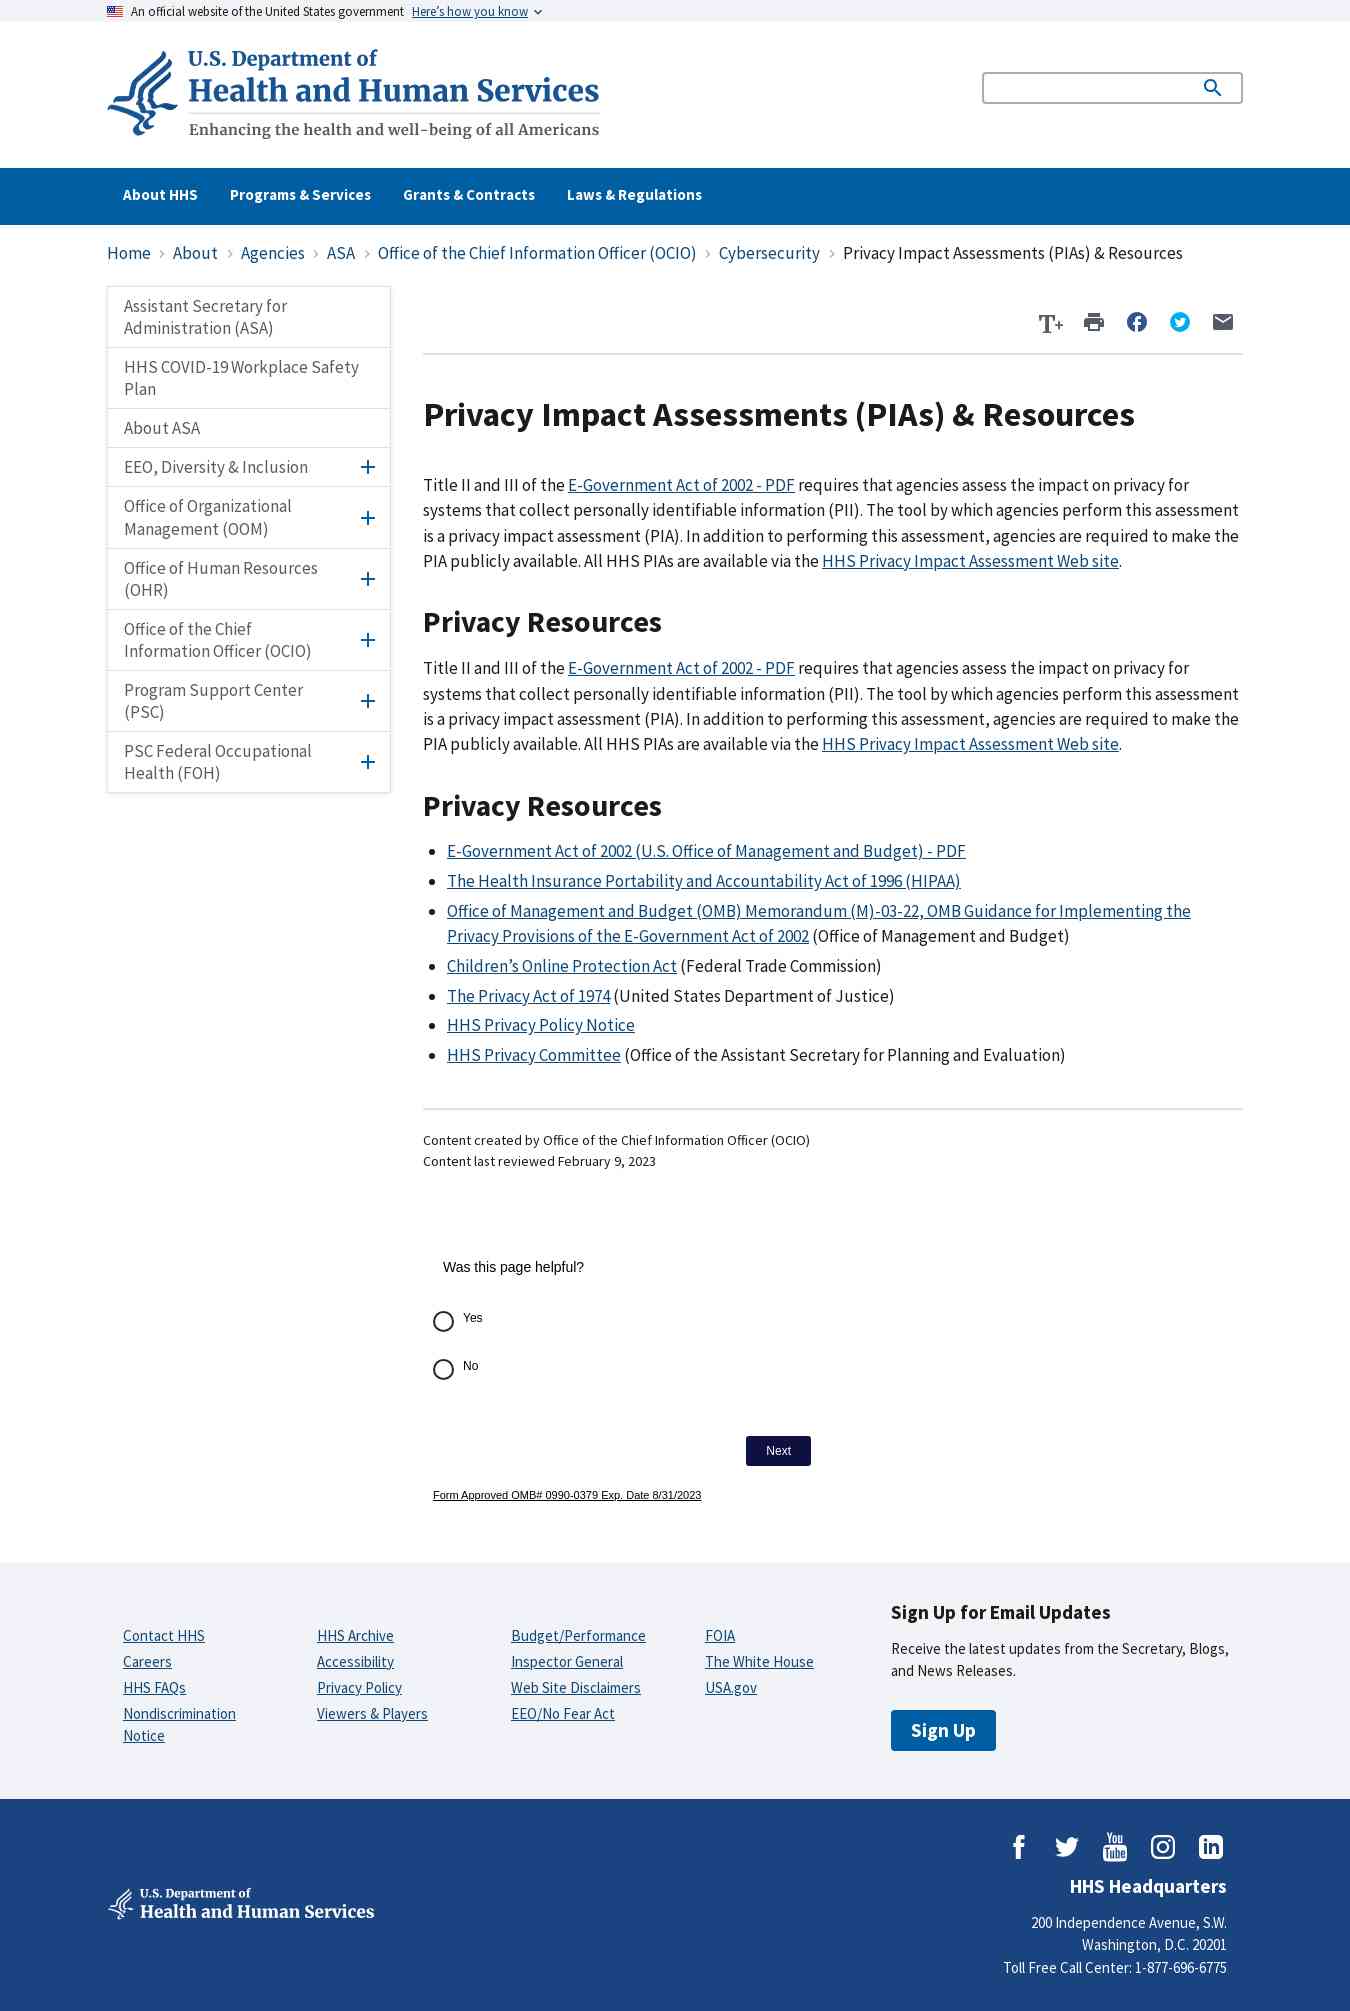 An official website of the United States government Here’s how you know
U.S. Department of
Health and Human Services
Enhancing the health and well-being of all Americans
About HHS Programs & Services Grants & Contracts Laws & Regulations
Home › About › Agencies › ASA › Office of the Chief Information Officer (OCIO) › Cybersecurity › Privacy Impact Assessments (PIAs) & Resources
Assistant Secretary for
Administration (ASA)
HHS COVID-19 Workplace Safety
Plan
About ASA
EEO, Diversity & Inclusion
Office of Organizational
Management (OOM)
Office of Human Resources
(OHR)
Office of the Chief
Information Officer (OCIO)
Program Support Center
(PSC)
PSC Federal Occupational
Health (FOH)
T+
Privacy Impact Assessments (PIAs) & Resources
Title II and III of the E-Government Act of 2002 - PDF requires that agencies assess the impact on privacy for
systems that collect personally identifiable information (PII). The tool by which agencies perform this assessment
is a privacy impact assessment (PIA). In addition to performing this assessment, agencies are required to make the
PIA publicly available. All HHS PIAs are available via the HHS Privacy Impact Assessment Web site.
Privacy Resources
Title II and III of the E-Government Act of 2002 - PDF requires that agencies assess the impact on privacy for
systems that collect personally identifiable information (PII). The tool by which agencies perform this assessment
is a privacy impact assessment (PIA). In addition to performing this assessment, agencies are required to make the
PIA publicly available. All HHS PIAs are available via the HHS Privacy Impact Assessment Web site.
Privacy Resources
• E-Government Act of 2002 (U.S. Office of Management and Budget) - PDF
• The Health Insurance Portability and Accountability Act of 1996 (HIPAA)
• Office of Management and Budget (OMB) Memorandum (M)-03-22, OMB Guidance for Implementing the
Privacy Provisions of the E-Government Act of 2002 (Office of Management and Budget)
• Children’s Online Protection Act (Federal Trade Commission)
• The Privacy Act of 1974 (United States Department of Justice)
• HHS Privacy Policy Notice
• HHS Privacy Committee (Office of the Assistant Secretary for Planning and Evaluation)
Content created by Office of the Chief Information Officer (OCIO)
Content last reviewed February 9, 2023
Was this page helpful?
Yes
No
Next
Form Approved OMB# 0990-0379 Exp. Date 8/31/2023
Contact HHS
Careers
HHS FAQs
Nondiscrimination
Notice
HHS Archive
Accessibility
Privacy Policy
Viewers & Players
Budget/Performance
Inspector General
Web Site Disclaimers
EEO/No Fear Act
FOIA
The White House
USA.gov
Sign Up for Email Updates
Receive the latest updates from the Secretary, Blogs,
and News Releases.
Sign Up
U.S. Department of
Health and Human Services
You
Tube
HHS Headquarters
200 Independence Avenue, S.W.
Washington, D.C. 20201
Toll Free Call Center: 1-877-696-6775